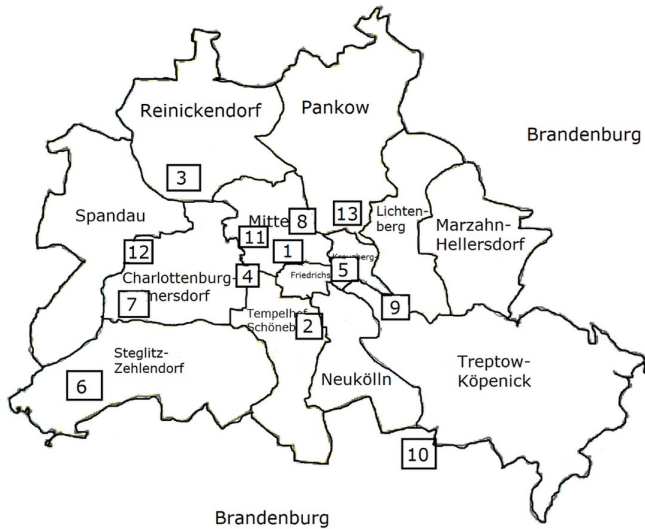 Reinickendorf
Pankow
Brandenburg
3
Spandau
Mitte
8
13
Lichten-
berg
Marzahn-
Hellersdorf
11
12
1
Charlottenburg-
4
Friedrichs
5
7
9
Tempelhof
2
Steglitz-
Zehlendorf
Treptow-
Köpenick
6
Neukölln
10
Brandenburg